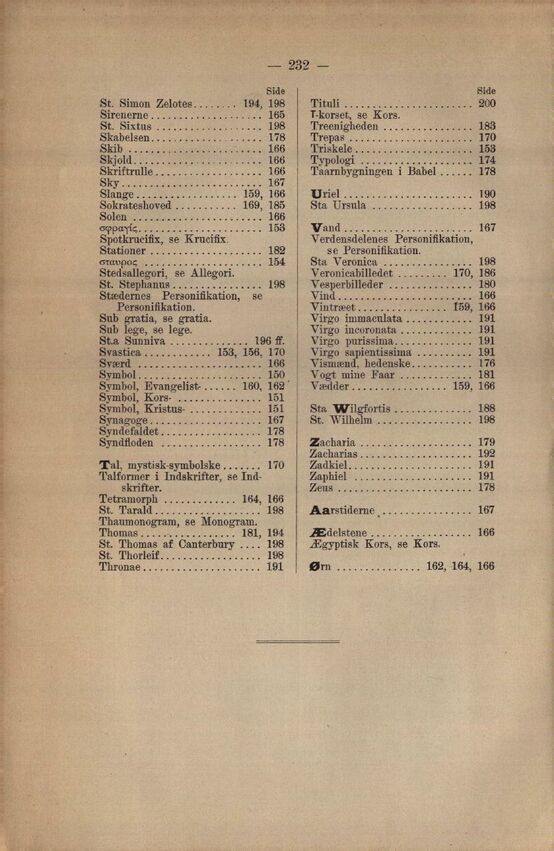 — 232 —
Side
St. Simon Zelotes........ 194, 198
Sirenerne .................... 165
St. Sixtus ................... 198
Skabelsen.................... 178
Skib ........................ 166
Skjold....................... 166
Skriftrulle................... 166
Sky......................... 167
Slange .................. 159, 166
Sokrateshoved ........... 169, 185
Solen ....................... 166
σφραγίς...................... 153
Spotkrucifix, se Krucifix.
Stationer .................... 182
σταυρος ..................... 154
Stedsallegori, se Allegori.
St. Stephanus ................ 198
Stædernes Personifikation, se
Personifikation.
Sub gratia, se gratia.
Sub lege, se lege.
St.a Sunniva .............. 196 ff.
Svastica ............ 153, 156, 170
Sværd ...................... 166
Symbol...................... 150
Symbol, Evangelist- ...... 160, 162
Symbol, Kors- ............... 151
Symbol, Kristus- ............. 151
Synagoge.................... 167
Syndefaldet .................. 178
Syndfloden .................. 178
Tal, mystisk-symbolske ....... 170
Talformer i Indskrifter, se Ind-
skrifter.
Tetramorph ............. 164, 166
St. Tarald.................... 198
Thaumonogram, se Monogram.
Thomas ................. 181, 194
St. Thomas af Canterbury .... 198
St. Thorleif................... 198
Thronae ..................... 191
Side
Tituli ....................... 200
T-korset, se Kors.
Treenigheden ................ 183
Trepas ...................... 170
Triskele ..................... 153
Typologi .................... 174
Taarnbygningen i Babel ...... 178
Uriel ........................ 190
Sta Ursula ................... 198
Vand ........................ 167
Verdensdelenes Personifikation,
se Personifikation.
Sta Veronica ................. 198
Veronicabilledet ......... 170, 186
Vesperbilleder ................ 180
Vind......................... 166
Vintræet ................. 159, 166
Virgo immaculata ............. 191
Virgo incoronata .............. 191
Virgo purissima ............... 191
Virgo sapientissima ........... 191
Vismænd, hedenske............ 176
Vogt mine Faar .............. 181
Vædder .................. 159, 166
Sta Wilgfortis ................ 188
St. Wilhelm .................. 198
Zacharia ..................... 179
Zacharias .................... 192
Zadkiel....................... 191
Zaphiel ...................... 191
Zeus ......................... 178
Aarstiderne .................. 167
Ædelstene ................... 166
Ægyptisk Kors, se Kors.
Ørn ............... 162, 164, 166